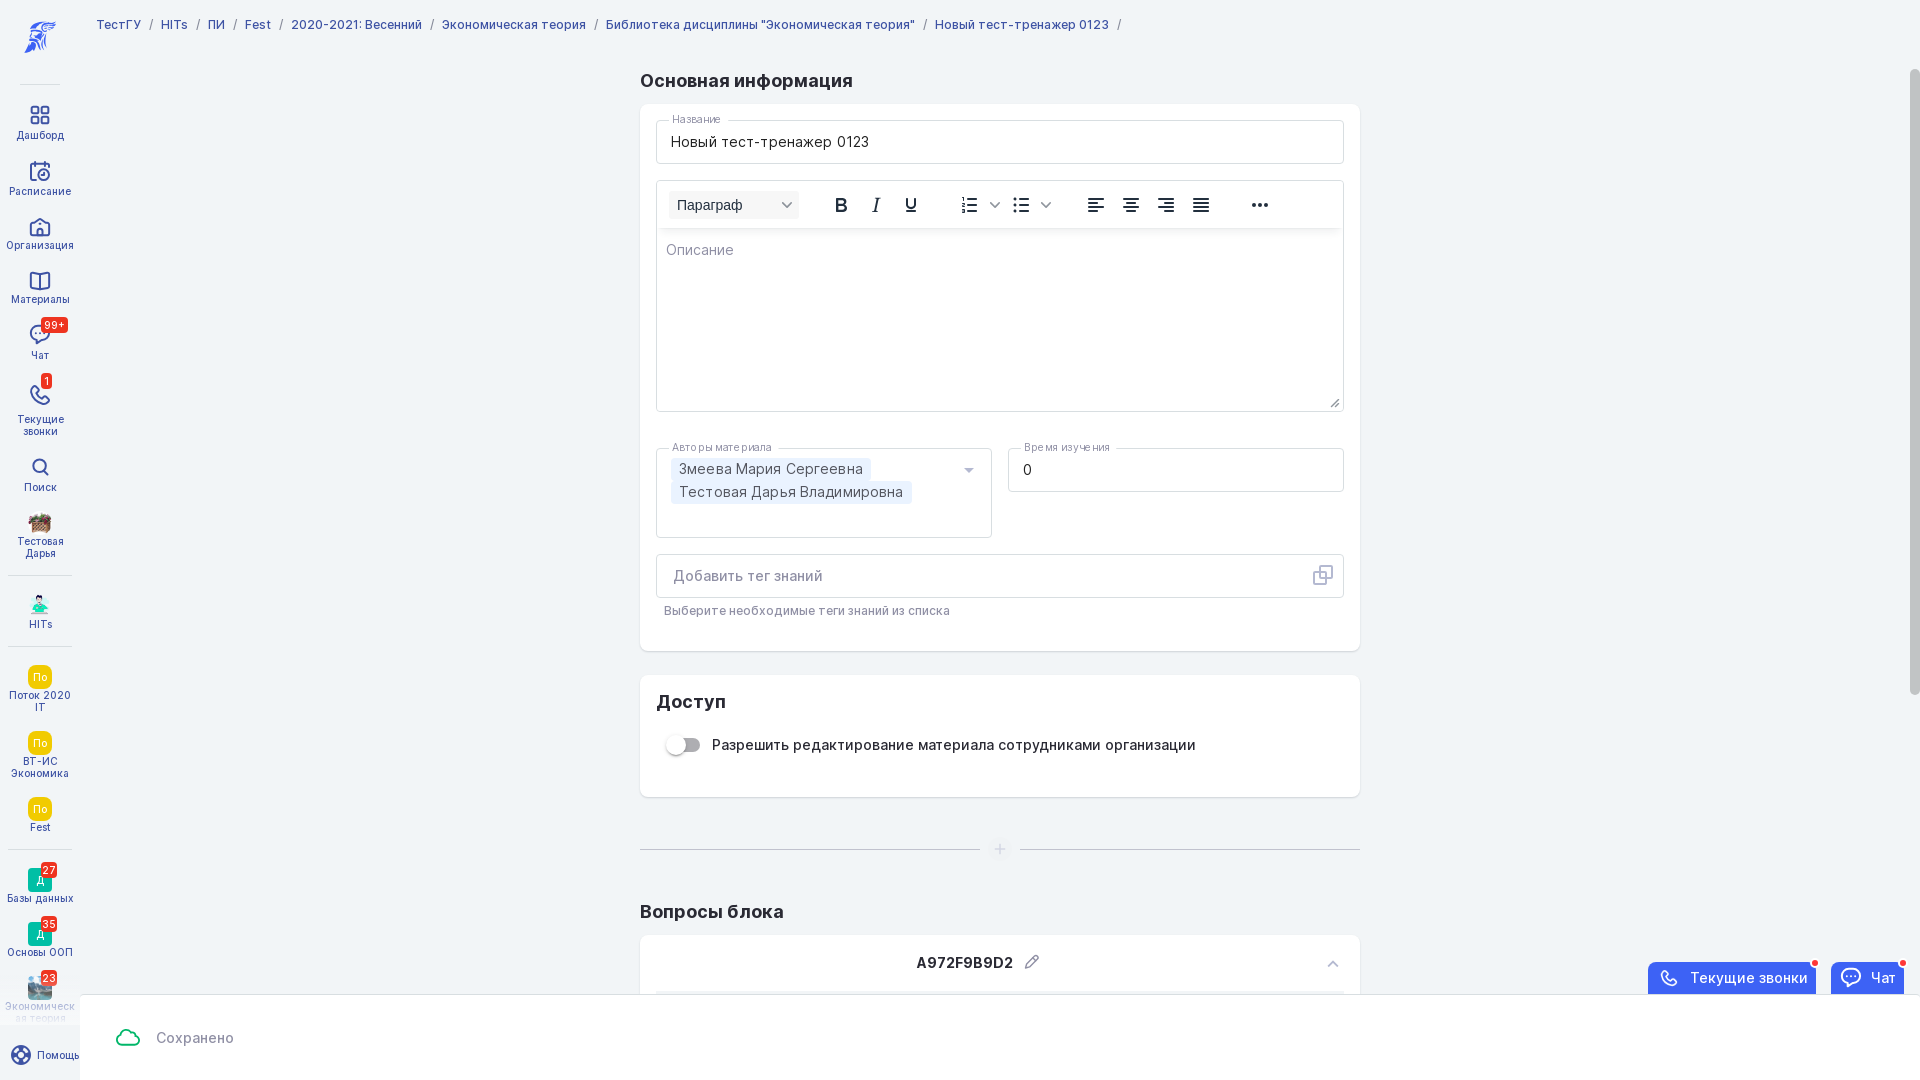 ТестГУ / HITs / ПИ / Fest / 2020-2021: Весенний / Экономическая теория / Библиотека дисциплины "Экономическая теория" / Новый тест-тренажер 0123 /
Дашборд
Расписание
Организация
Материалы
99+
Чат
1
Текущие
звонки
Поиск
Тестовая
Дарья
HITs
По
Поток 2020
IT
По
ВТ-ИС
Экономика
По
Fest
27
Д
Базы данных
35
Д
Основы ООП
23
Экономическ
ая теория
Помощь
Основная информация
Название
Новый тест-тренажер 0123
Параграф
Описание
Авторы материала
Змеева Мария Сергеевна
Тестовая Дарья Владимировна
Время изучения
0
Добавить тег знаний
Выберите необходимые теги знаний из списка
Доступ
Разрешить редактирование материала сотрудниками организации
Вопросы блока
A972F9B9D2
Текущие звонки
Чат
Сохранено